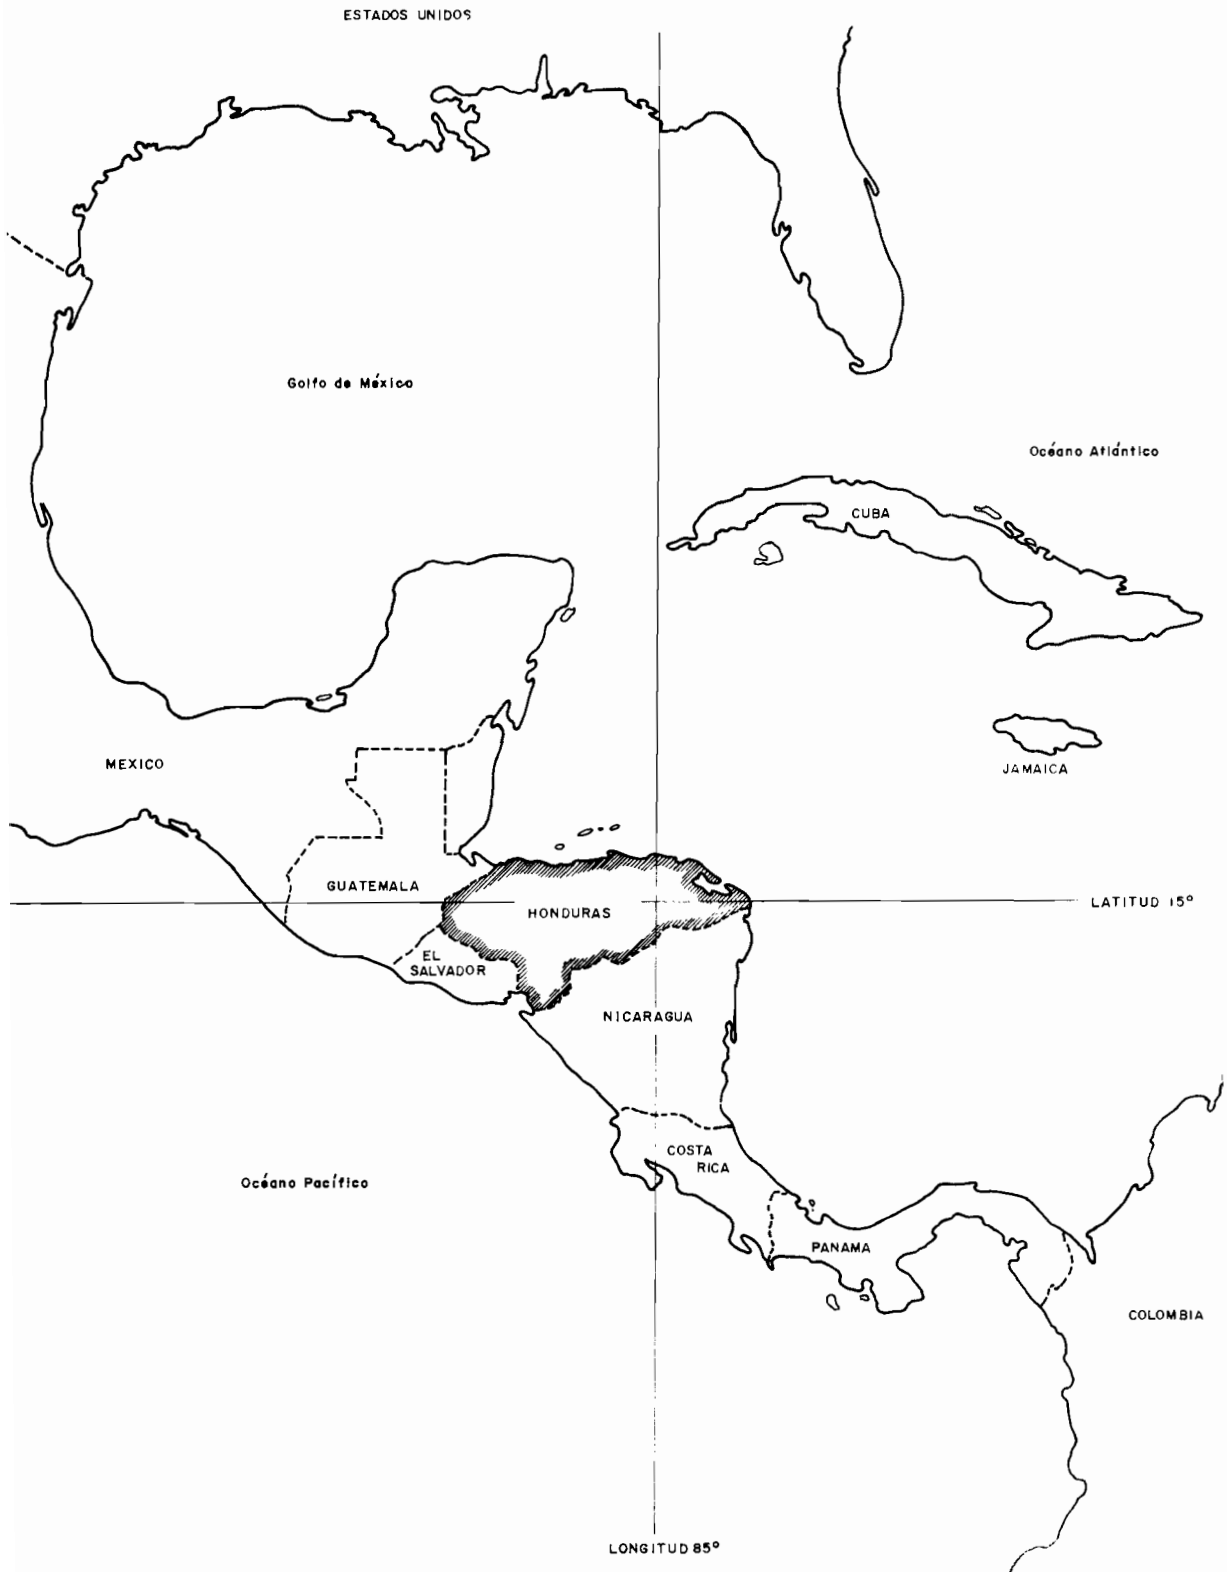 ESTADOS UNIDOS
Golfo de México
Océano Atlántico
CUBA
MEXICO
JAMAICA
GUATEMALA
HONDURAS
LATITUD 15°
EL
SALVADOR
NICARAGUA
COSTA
RICA
Océano Pacífico
PANAMA
COLOMBIA
LONGITUD 85°